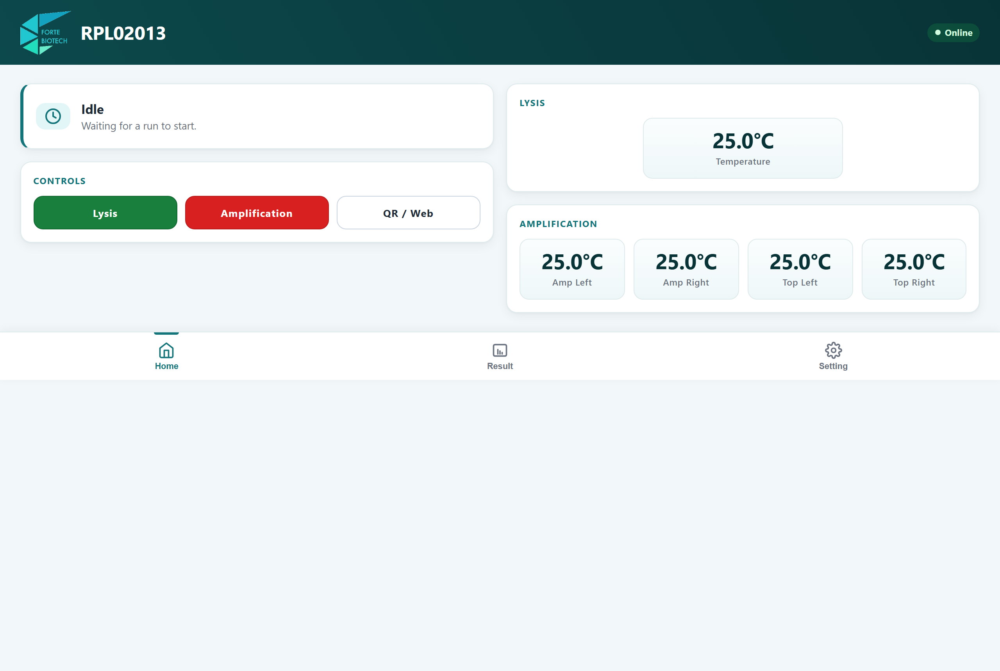 FORTE
BIOTECH
RPL02013
Online
Idle
Waiting for a run to start.
CONTROLS
Lysis
Amplification
QR / Web
LYSIS
25.0°C
Temperature
AMPLIFICATION
25.0°C
Amp Left
25.0°C
Amp Right
25.0°C
Top Left
25.0°C
Top Right
Home
Result
Setting